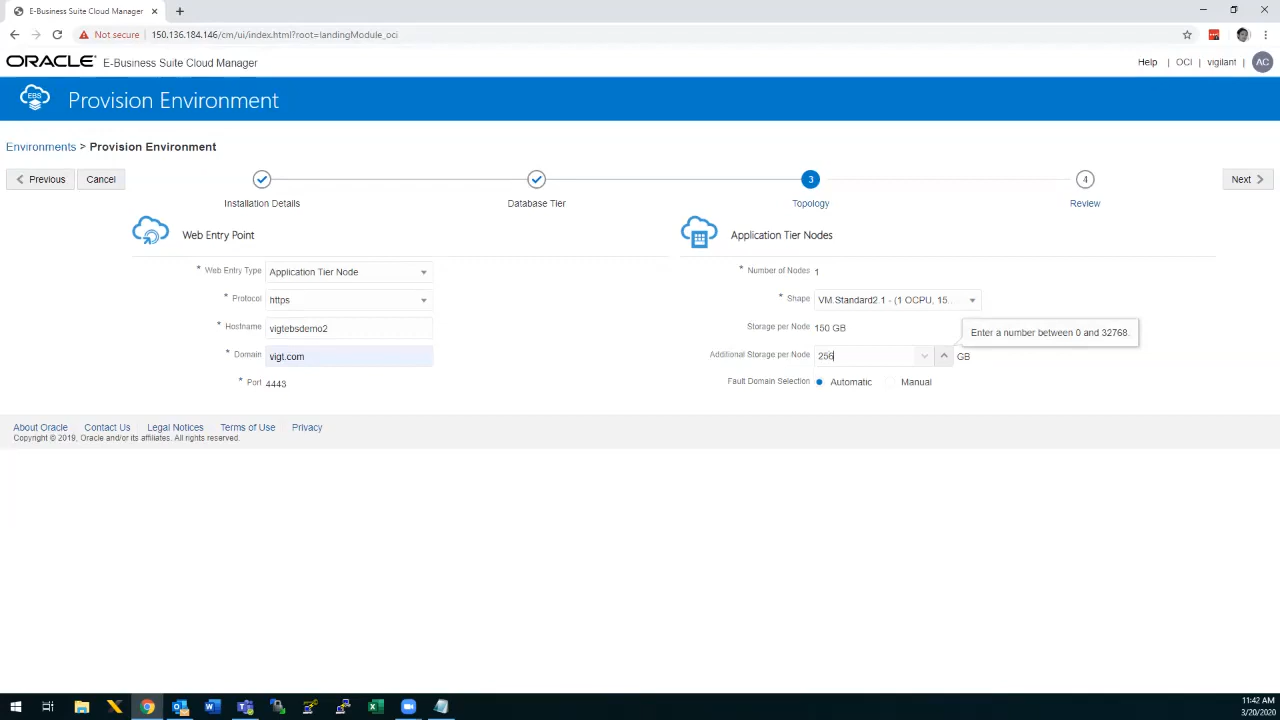 E-Business Suite Cloud Manager
Not secure | 150.136.184.146/cm/ui/index.html?root=landingModule_oci
ORACLE E-Business Suite Cloud Manager
Help | OCI | vigilant | AC
EBS
Provision Environment
Environments > Provision Environment
Previous Cancel Next
3 4
Installation Details Database Tier Topology Review
Web Entry Point
* Web Entry Type Application Tier Node
* Protocol https
* Hostname vigtebsdemo2
* Domain vigt.com
* Port 4443
Application Tier Nodes
* Number of Nodes 1
* Shape VM.Standard2.1 - (1 OCPU, 15...
Storage per Node 150 GB
Enter a number between 0 and 32768.
Additional Storage per Node 256 GB
Fault Domain Selection Automatic Manual
About Oracle Contact Us Legal Notices Terms of Use Privacy
Copyright © 2019, Oracle and/or its affiliates. All rights reserved.
11:42 AM
3/20/2020